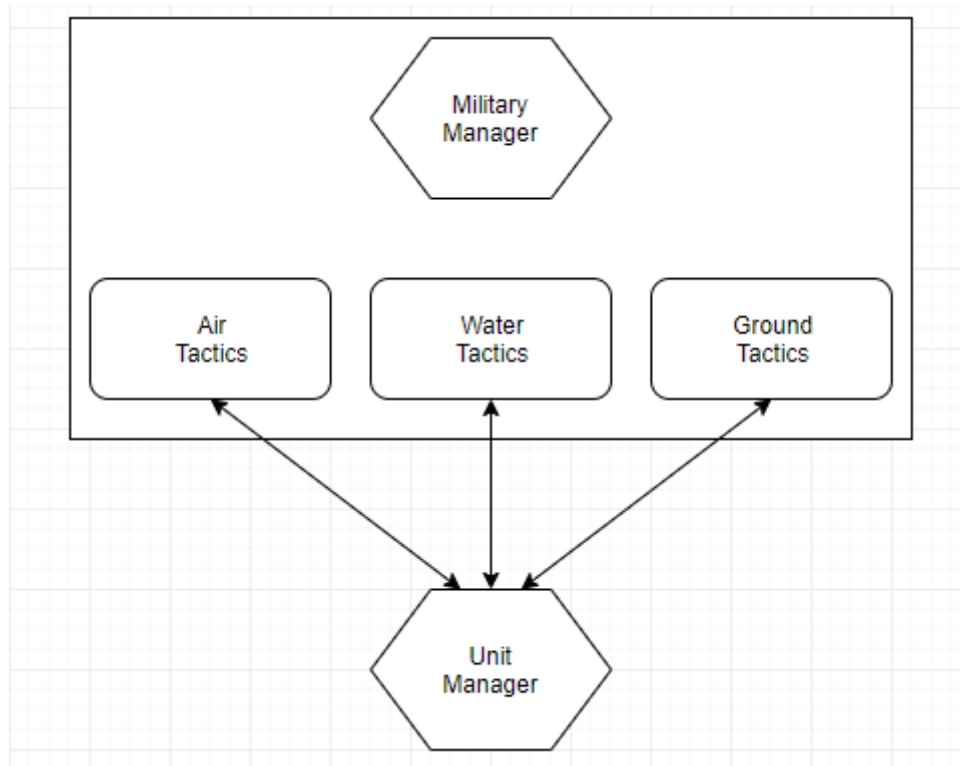 Military
Manager
Air
Tactics
Water
Tactics
Ground
Tactics
Unit
Manager